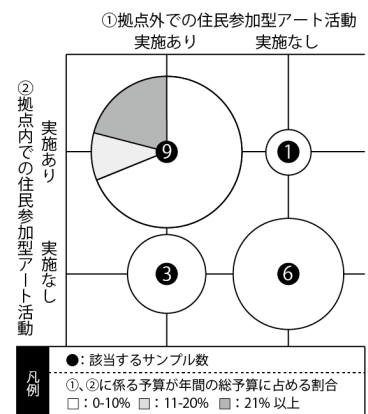 ①拠点外での住民参加型アート活動
実施あり 実施なし
②拠点内での住民参加型アート活動
実施あり
実施なし
9
1
3
6
凡例
●：該当するサンプル数
①、②に係る予算が年間の総予算に占める割合
□：0-10% □：11-20% ■：21% 以上